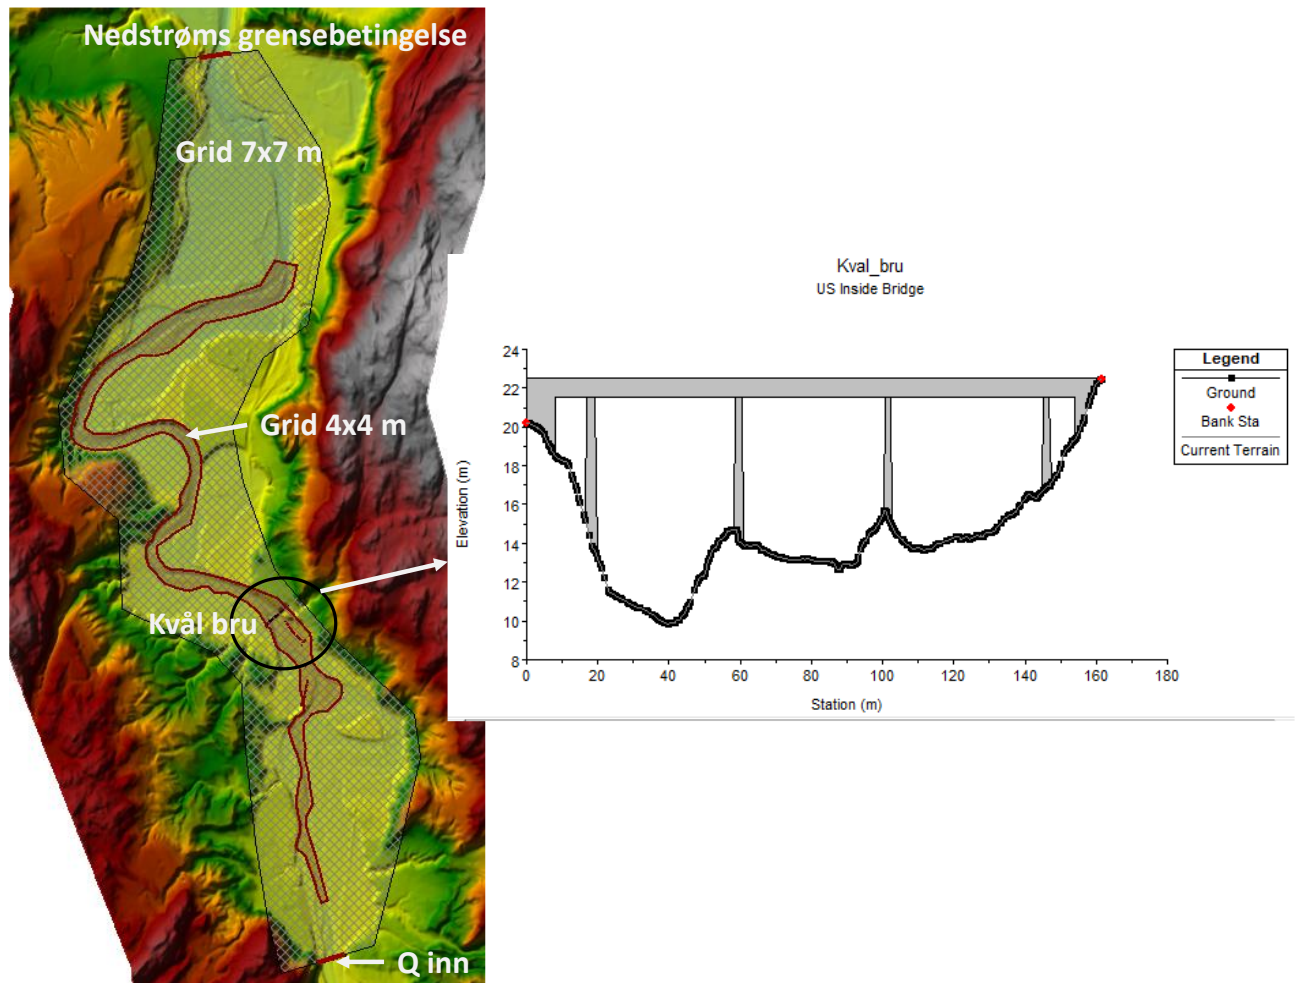 Nedstrøms grensebetingelse
Grid 7x7 m
Grid 4x4 m
Kvål bru
Q inn
Kval_bru
US Inside Bridge
Elevation (m)
24
22
20
18
16
14
12
10
8
0
20
40
60
80
100
120
140
160
180
Station (m)
Legend
Ground
Bank Sta
Current Terrain